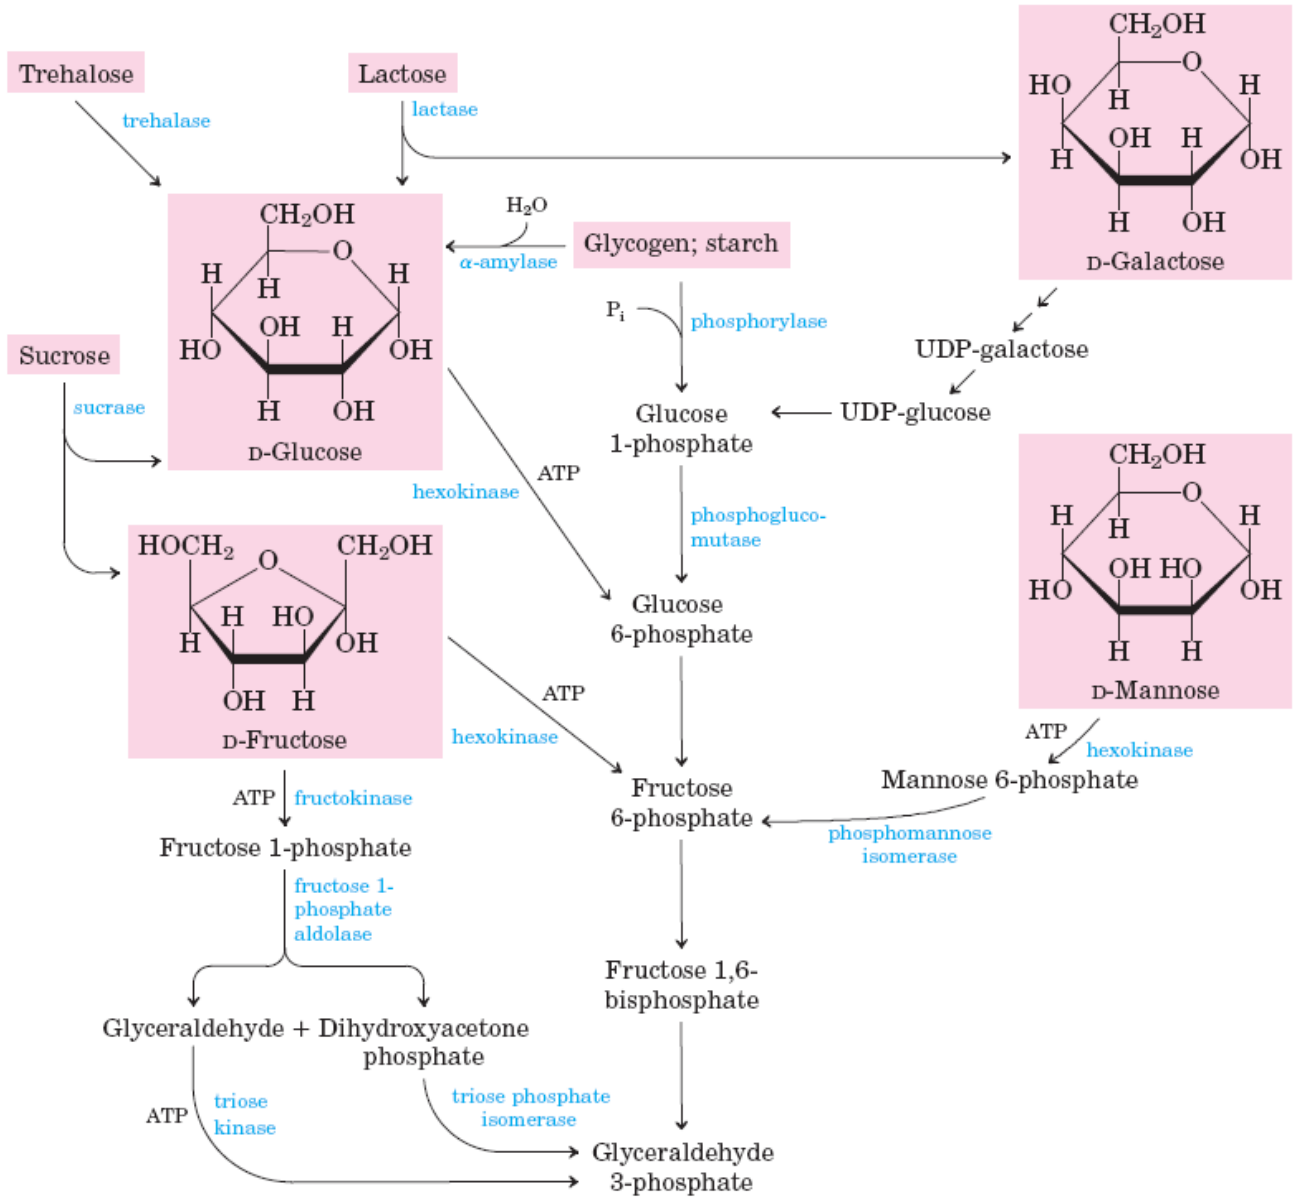 Trehalose
trehalase
Lactose
lactase
CH₂OH
O
HO
H
H
OH
H
H
OH
H
OH
D-Galactose
CH₂OH
O
H
H
H
OH
H
HO
OH
H
OH
D-Glucose
H₂O
α-amylase
Glycogen; starch
Pᵢ
phosphorylase
UDP-galactose
UDP-glucose
Glucose
1-phosphate
Sucrose
sucrase
hexokinase
ATP
phosphogluco-
mutase
Glucose
6-phosphate
CH₂OH
O
H
H
H
OH
HO
HO
OH
H
H
D-Mannose
ATP
hexokinase
Mannose 6-phosphate
phosphomannose
isomerase
HOCH₂
O
CH₂OH
H
HO
H
OH
OH
H
D-Fructose
ATP
hexokinase
Fructose
6-phosphate
ATP
fructokinase
Fructose 1-phosphate
fructose 1-
phosphate
aldolase
Fructose 1,6-
bisphosphate
Glyceraldehyde + Dihydroxyacetone
phosphate
ATP
triose
kinase
triose phosphate
isomerase
Glyceraldehyde
3-phosphate